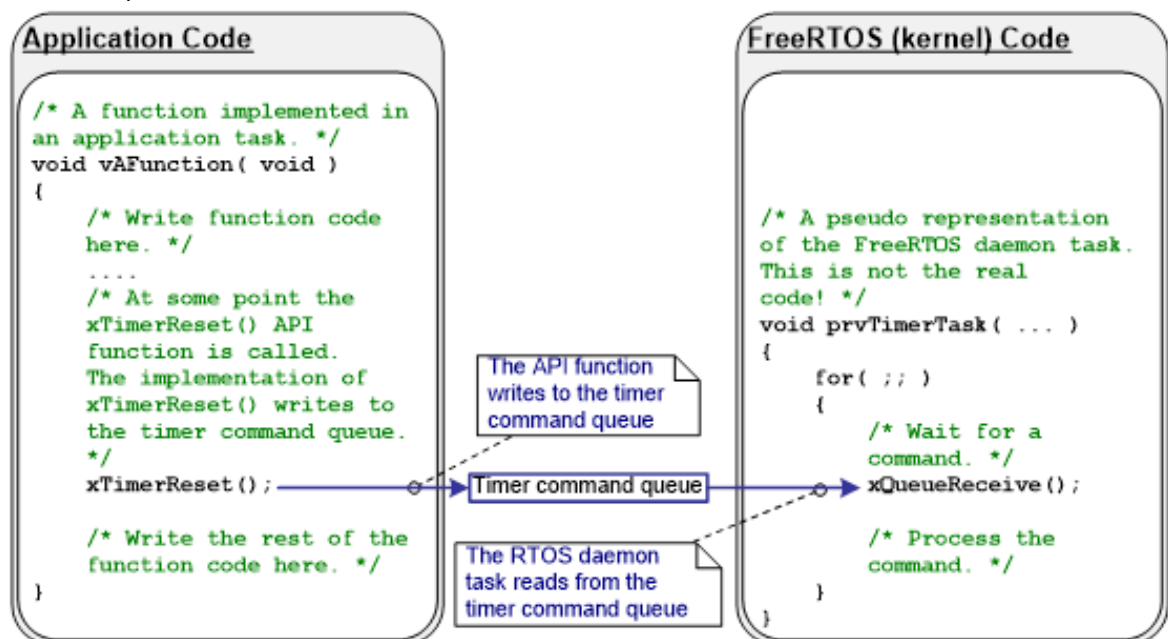 Application Code
/* A function implemented in
an application task. */
void vAFunction( void )
{
/* Write function code
here. */
....
/* At some point the
xTimerReset() API
function is called.
The implementation of
xTimerReset() writes to
the timer command queue.
*/
xTimerReset();
/* Write the rest of the
function code here. */
}
The API function
writes to the timer
command queue
Timer command queue
The RTOS daemon
task reads from the
timer command queue
FreeRTOS (kernel) Code
/* A pseudo representation
of the FreeRTOS daemon task.
This is not the real
code! */
void prvTimerTask( ... )
{
for( ;; )
{
/* Wait for a
command. */
xQueueReceive();
/* Process the
command. */
}
}